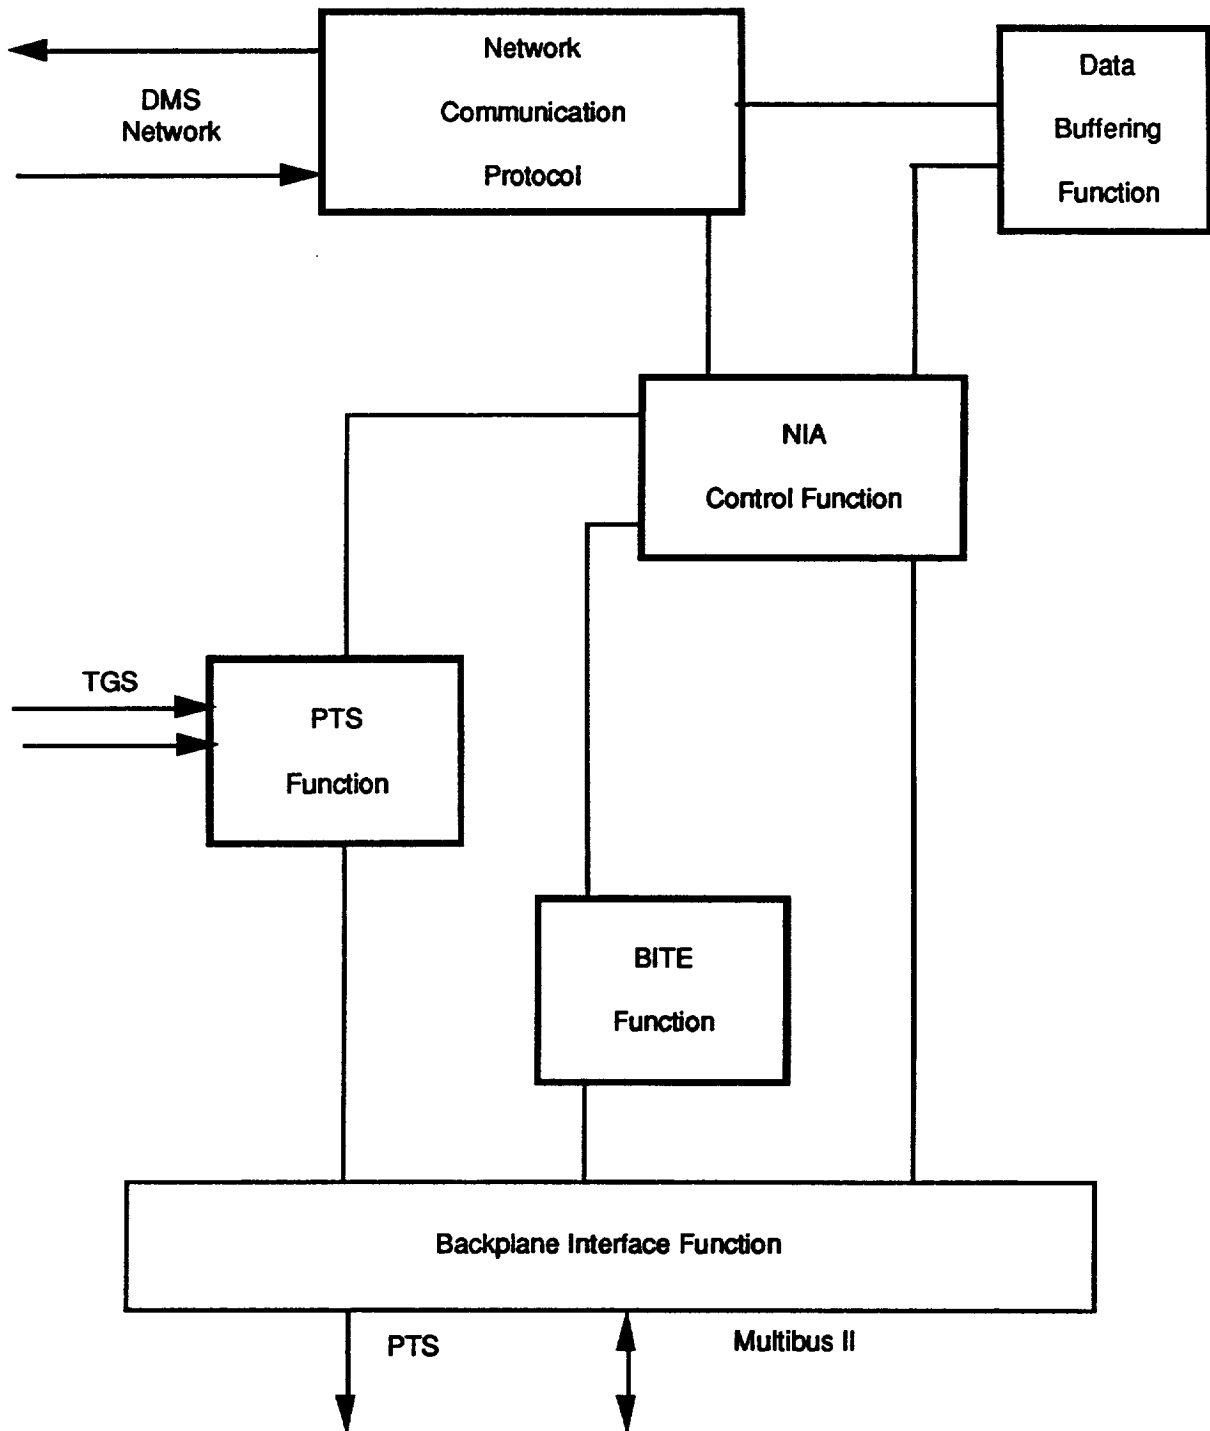 Network
Communication
Protocol
Data
Buffering
Function
DMS
Network
NIA
Control Function
TGS
PTS
Function
BITE
Function
Backplane Interface Function
PTS
Multibus II